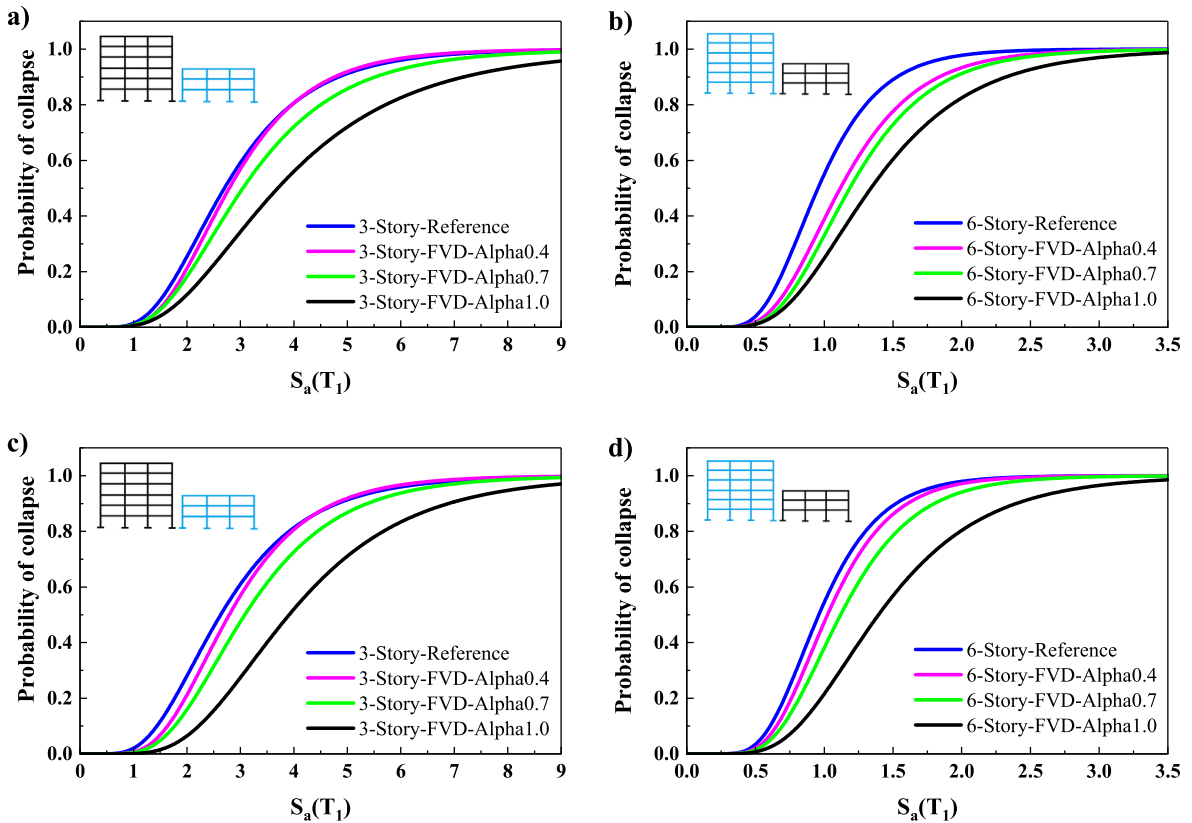 a)
Probability of collapse
1.0
0.8
0.6
0.4
0.2
0.0
3-Story-Reference
3-Story-FVD-Alpha0.4
3-Story-FVD-Alpha0.7
3-Story-FVD-Alpha1.0
0 1 2 3 4 5 6 7 8 9
Sₐ(T₁)
b)
Probability of collapse
1.0
0.8
0.6
0.4
0.2
0.0
6-Story-Reference
6-Story-FVD-Alpha0.4
6-Story-FVD-Alpha0.7
6-Story-FVD-Alpha1.0
0.0 0.5 1.0 1.5 2.0 2.5 3.0 3.5
Sₐ(T₁)
c)
Probability of collapse
1.0
0.8
0.6
0.4
0.2
0.0
3-Story-Reference
3-Story-FVD-Alpha0.4
3-Story-FVD-Alpha0.7
3-Story-FVD-Alpha1.0
0 1 2 3 4 5 6 7 8 9
Sₐ(T₁)
d)
Probability of collapse
1.0
0.8
0.6
0.4
0.2
0.0
6-Story-Reference
6-Story-FVD-Alpha0.4
6-Story-FVD-Alpha0.7
6-Story-FVD-Alpha1.0
0.0 0.5 1.0 1.5 2.0 2.5 3.0 3.5
Sₐ(T₁)